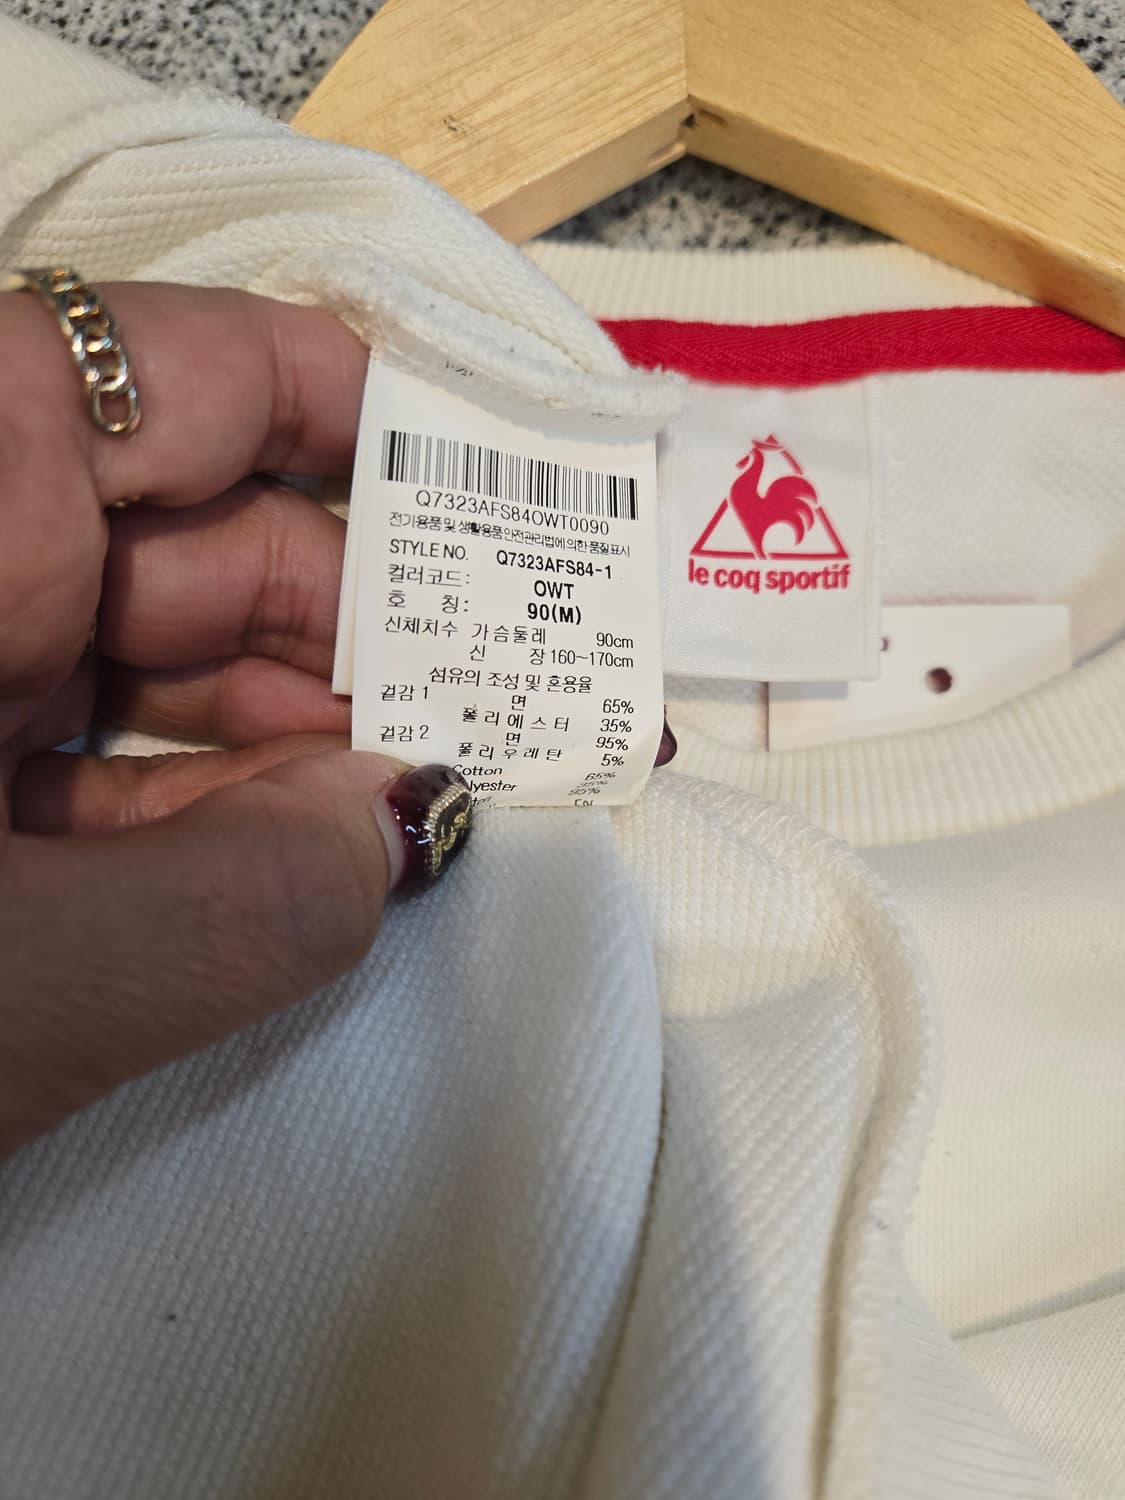 Q7323AFS84OWT0090
전기용품 및 생활용품 안전관리법에 의한 품질표시
STYLE NO. Q7323AFS84-1
컬러코드: OWT
호 칭: 90(M)
신체치수 가슴둘레 90cm
신 장 160~170cm
섬유의 조성 및 혼용율
겉감 1 면 65%
폴리에스터 35%
겉감 2 면 95%
폴리우레탄 5%
Cotton 65%
lyester 35%
95%
le coq sportif